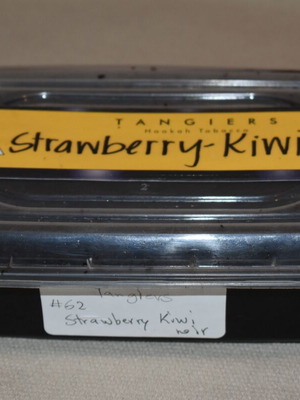 TANGIERS
Hookah Tobacco
Strawberry-Kiwi
Tangiers
#62
Strawberry Kiwi
noir